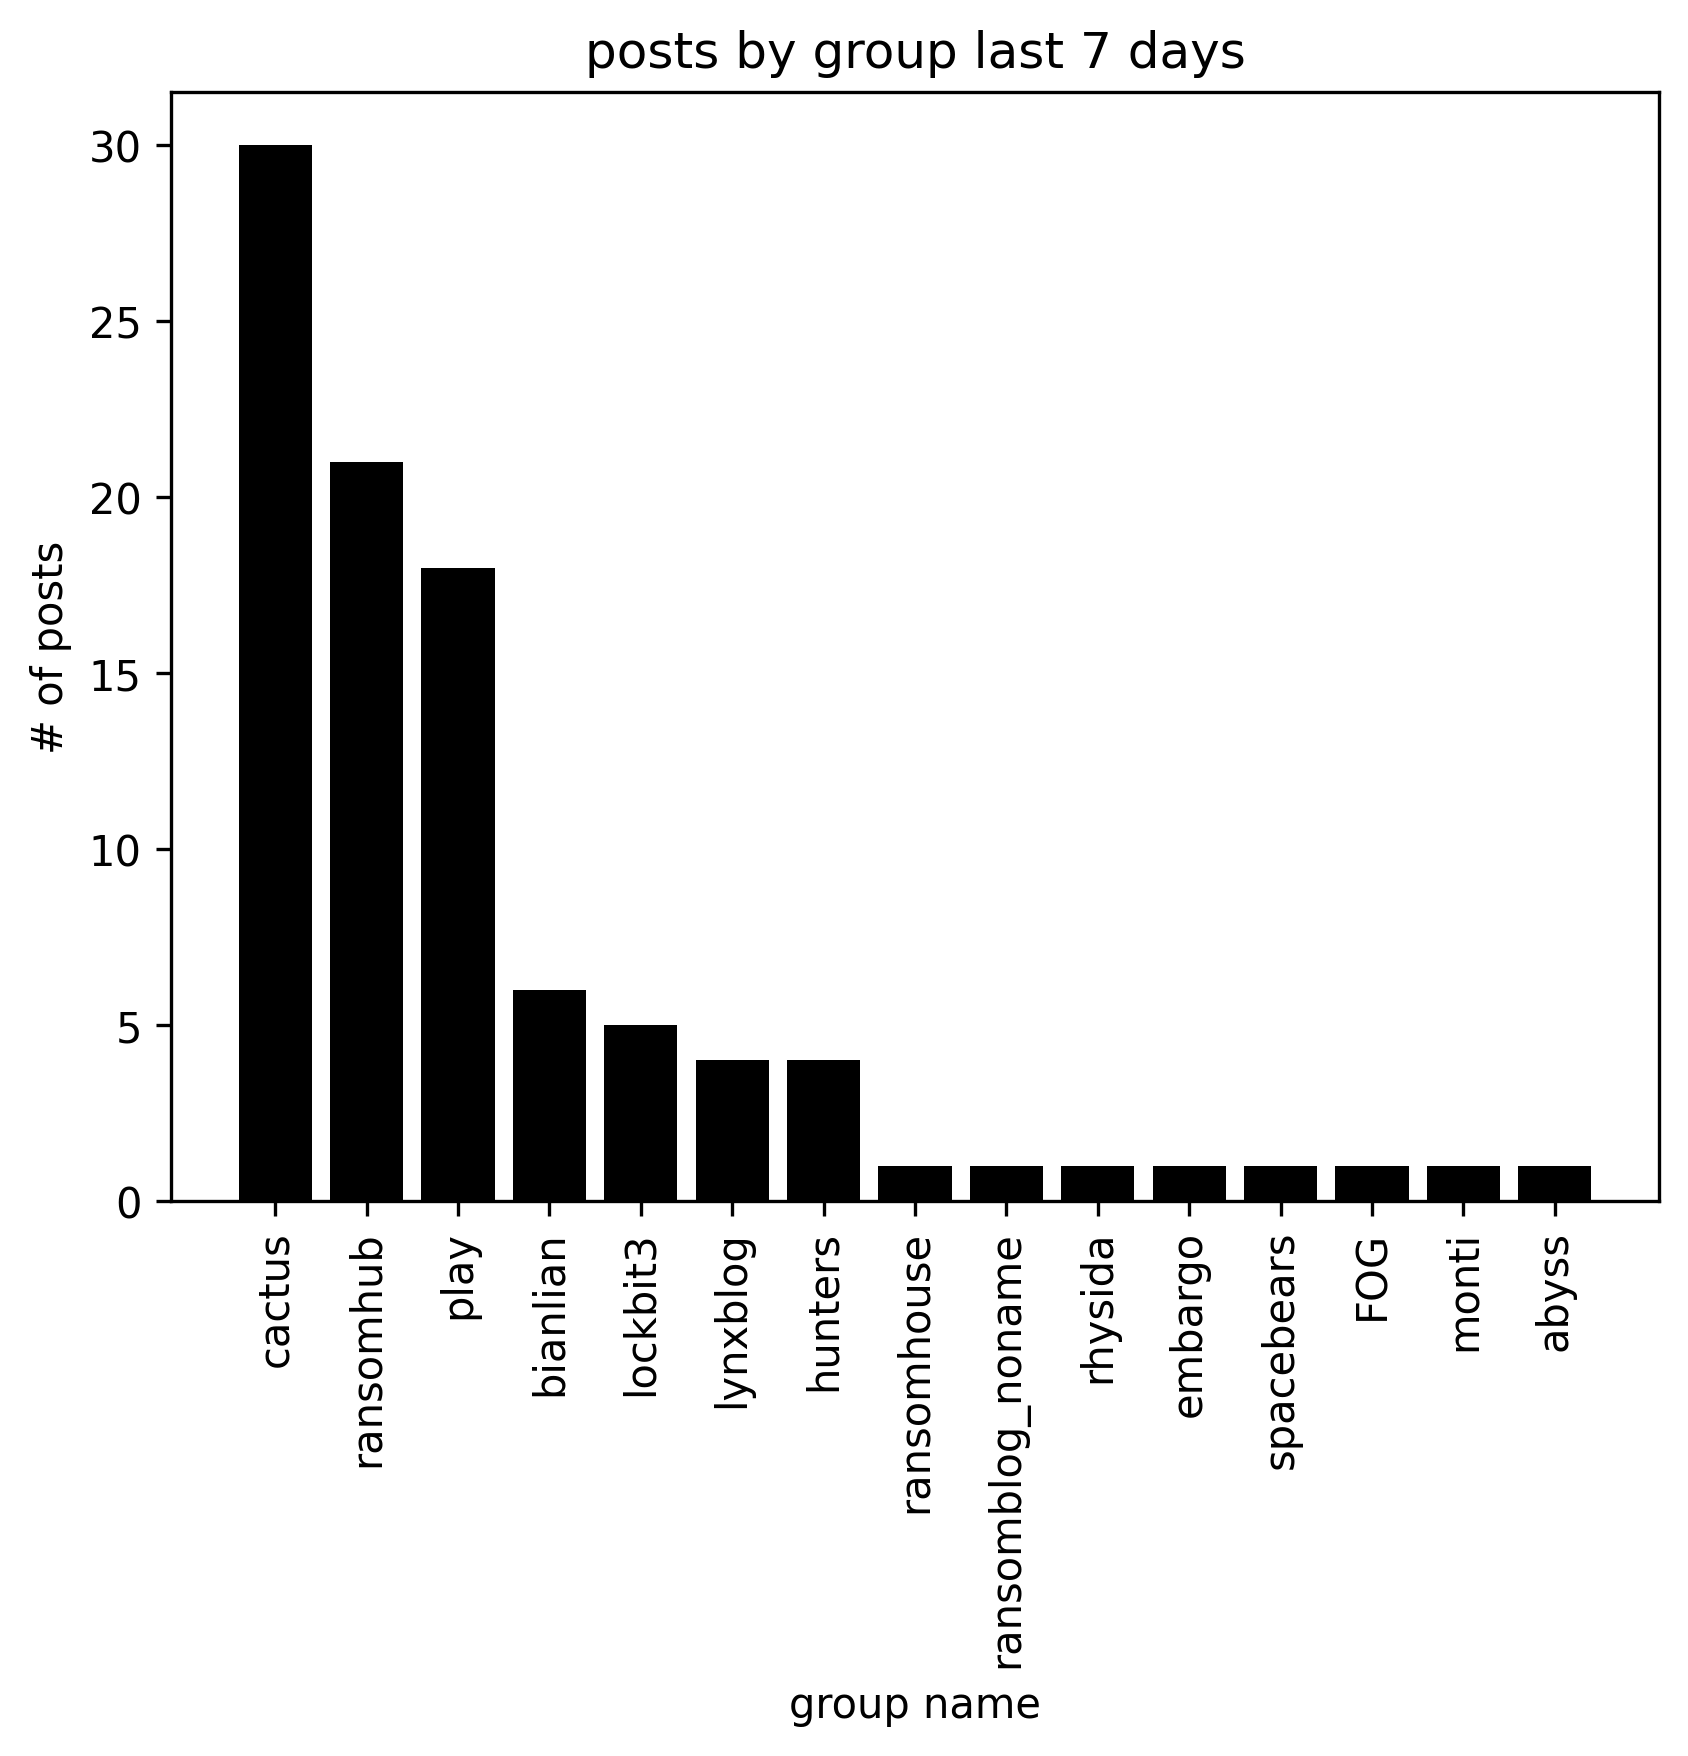 posts by group last 7 days
# of posts
30
25
20
15
10
5
0
cactus
ransomhub
play
bianlian
lockbit3
lynxblog
hunters
ransomhouse
ransomblog_noname
rhysida
embargo
spacebears
FOG
monti
abyss
group name